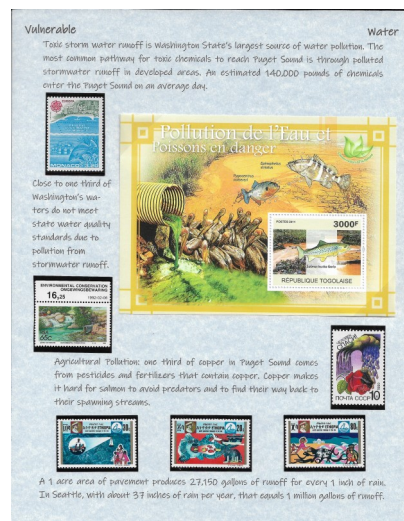 Vulnerable
Water
Toxic storm water runoff is Washington State's largest source of water pollution. The
most common pathway for toxic chemicals to reach Puget Sound is through polluted
stormwater runoff in developed areas. An estimated 140,000 pounds of chemicals
enter the Puget Sound on an average day.
Pollution de l'Eau et
Poissons en danger
3000F
RÉPUBLIQUE TOGOLAISE
Close to one third of
Washington's wa-
ters do not meet
state water quality
standards due to
pollution from
stormwater runoff.
ENVIRONMENTAL CONSERVATION
OMGEWINGSBEWARING
16,25
1992-02-06
Agricultural Pollution: one third of copper in Puget Sound comes
from pesticides and fertilizers that contain copper. Copper makes
it hard for salmon to avoid predators and to find their way back to
their spawning streams.
ПОЧТА СССР 10
A 1 acre area of pavement produces 27,150 gallons of runoff for every 1 inch of rain.
In Seattle, with about 37 inches of rain per year, that equals 1 million gallons of runoff.